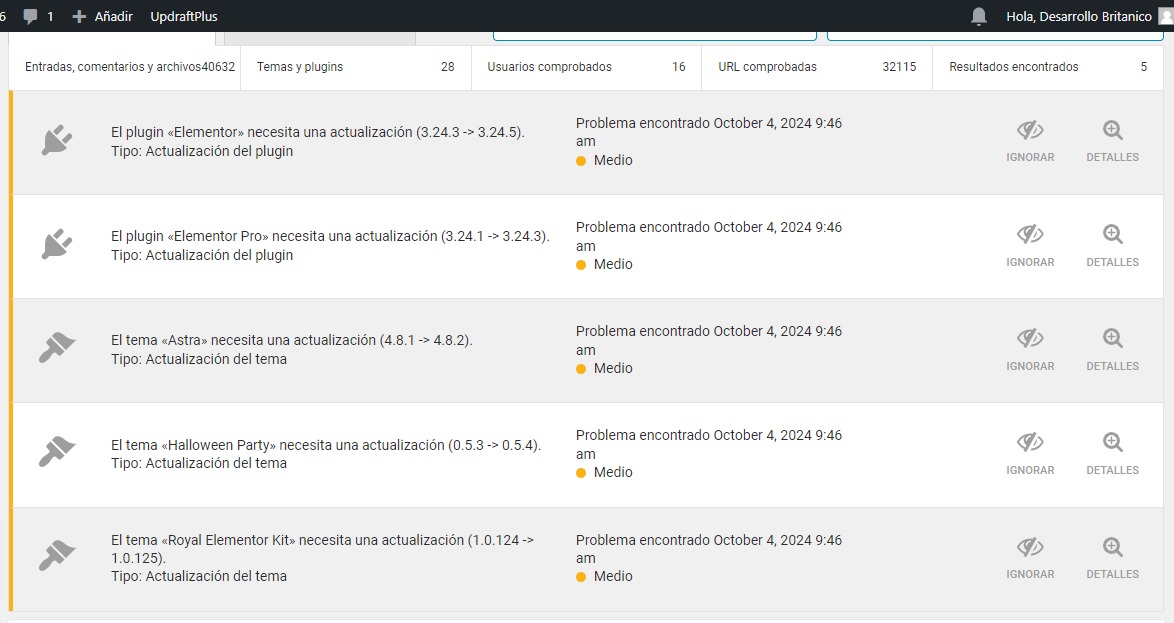 6 1 Añadir UpdraftPlus Hola, Desarrollo Britanico
Entradas, comentarios y archivos40632 Temas y plugins 28 Usuarios comprobados 16 URL comprobadas 32115 Resultados encontrados 5
El plugin «Elementor» necesita una actualización (3.24.3 -> 3.24.5).
Tipo: Actualización del plugin
Problema encontrado October 4, 2024 9:46
am
Medio
IGNORAR DETALLES
El plugin «Elementor Pro» necesita una actualización (3.24.1 -> 3.24.3).
Tipo: Actualización del plugin
Problema encontrado October 4, 2024 9:46
am
Medio
IGNORAR DETALLES
El tema «Astra» necesita una actualización (4.8.1 -> 4.8.2).
Tipo: Actualización del tema
Problema encontrado October 4, 2024 9:46
am
Medio
IGNORAR DETALLES
El tema «Halloween Party» necesita una actualización (0.5.3 -> 0.5.4).
Tipo: Actualización del tema
Problema encontrado October 4, 2024 9:46
am
Medio
IGNORAR DETALLES
El tema «Royal Elementor Kit» necesita una actualización (1.0.124 ->
1.0.125).
Tipo: Actualización del tema
Problema encontrado October 4, 2024 9:46
am
Medio
IGNORAR DETALLES